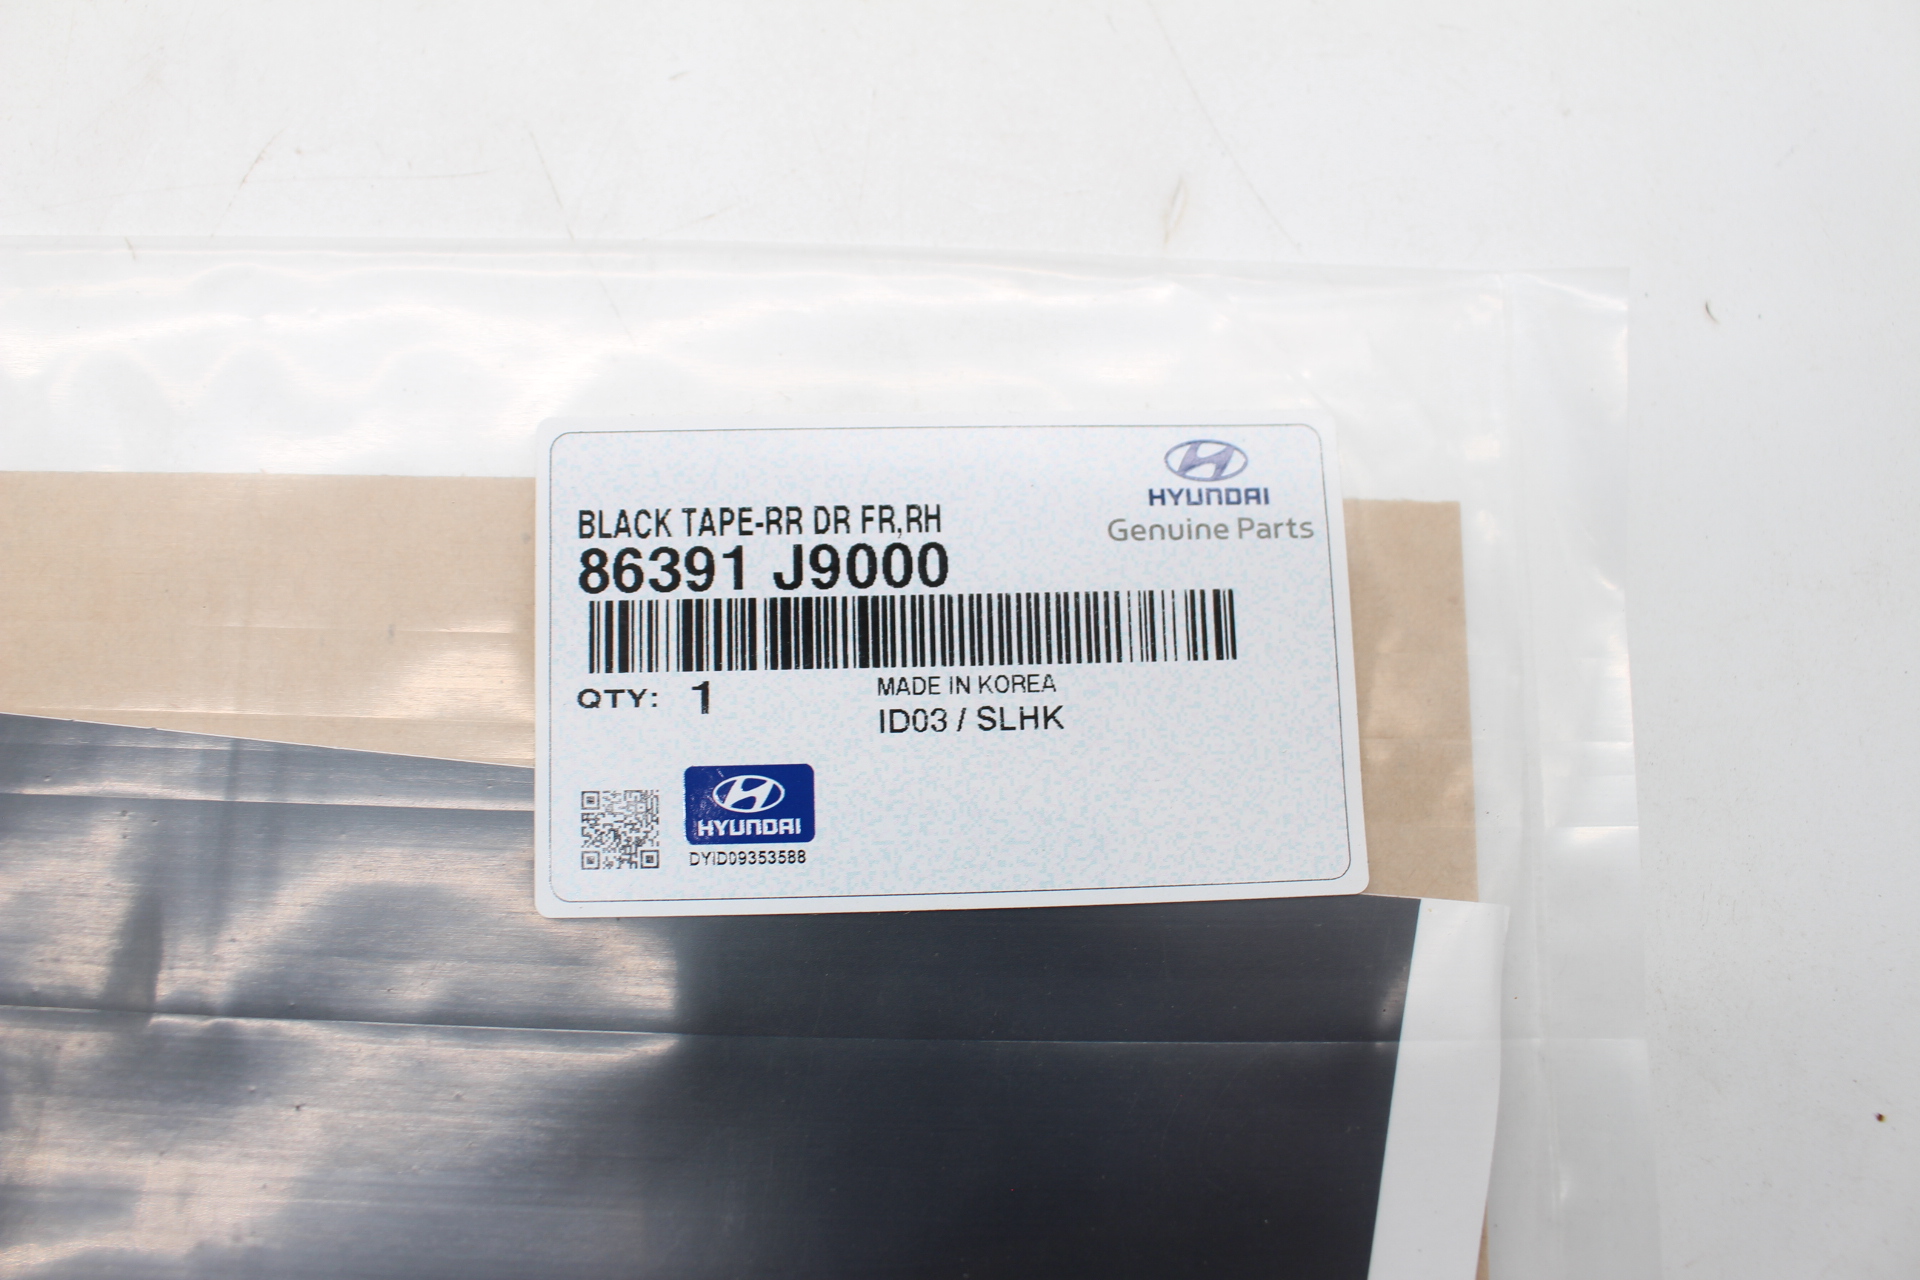 HYUNDAI
Genuine Parts
BLACK TAPE-RR DR FR,RH
86391 J9000
QTY: 1
MADE IN KOREA
ID03 / SLHK
HYUNDAI
DYID09353588